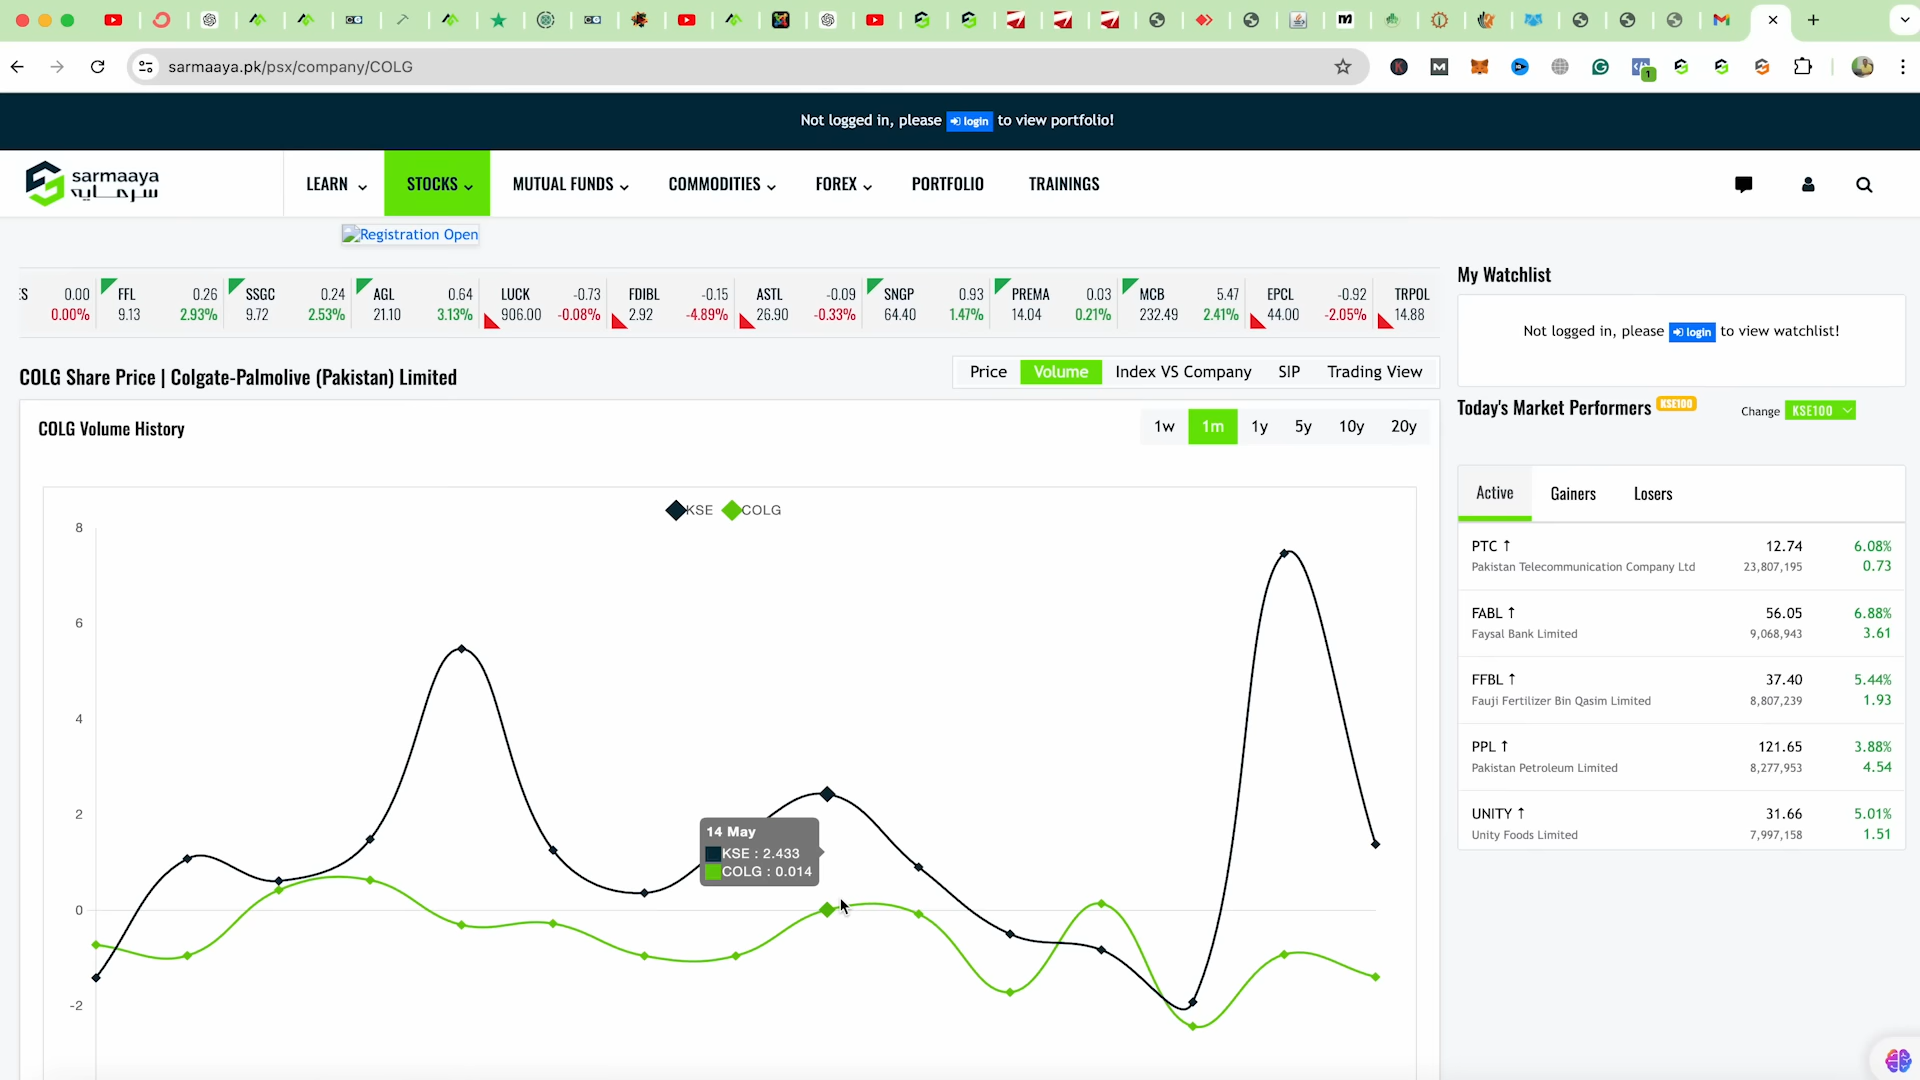 sarmaaya.pk/psx/company/COLG
1
Not logged in, please login to view portfolio!
sarmaaya
سرمایہ
LEARN
STOCKS
MUTUAL FUNDS
COMMODITIES
FOREX
PORTFOLIO
TRAININGS
Registration Open
0.00
0.00%
FFL 0.26
9.13 2.93%
SSGC 0.24
9.72 2.53%
AGL 0.64
21.10 3.13%
LUCK -0.73
906.00 -0.08%
FDIBL -0.15
2.92 -4.89%
ASTL -0.09
26.90 -0.33%
SNGP 0.93
64.40 1.47%
PREMA 0.03
14.04 0.21%
MCB 5.47
232.49 2.41%
EPCL -0.92
44.00 -2.05%
TRPOL
14.88
My Watchlist
Not logged in, please login to view watchlist!
COLG Share Price | Colgate-Palmolive (Pakistan) Limited
Price Volume Index VS Company SIP Trading View
COLG Volume History
1w 1m 1y 5y 10y 20y
KSE COLG
8
6
4
2
0
-2
14 May
KSE : 2.433
COLG : 0.014
Today's Market Performers KSE100
Change KSE100
Active Gainers Losers
PTC ↑ 12.74 6.08%
Pakistan Telecommunication Company Ltd 23,807,195 0.73
FABL ↑ 56.05 6.88%
Faysal Bank Limited 9,068,943 3.61
FFBL ↑ 37.40 5.44%
Fauji Fertilizer Bin Qasim Limited 8,807,239 1.93
PPL ↑ 121.65 3.88%
Pakistan Petroleum Limited 8,277,953 4.54
UNITY ↑ 31.66 5.01%
Unity Foods Limited 7,997,158 1.51